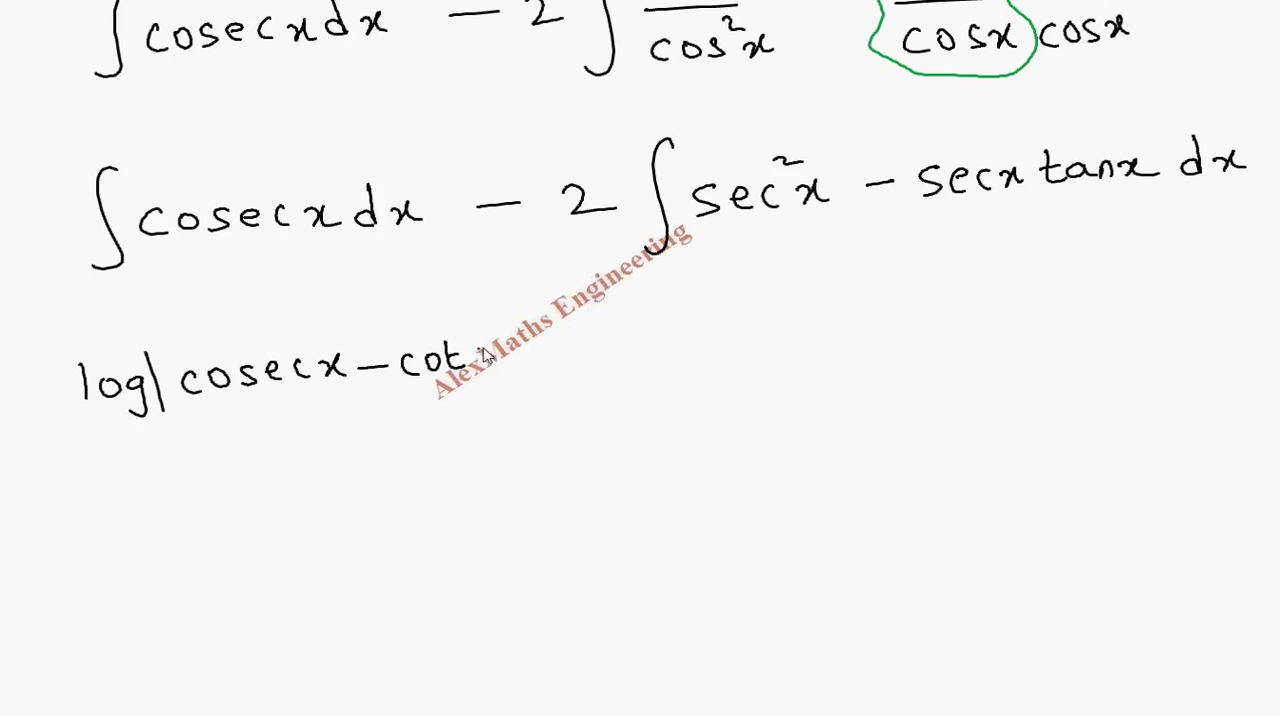 ∫ cosecx dx − 2 ∫ ‾/cos²x ‾/cosx cosx
∫ cosecx dx − 2 ∫ sec²x − secx tanx dx
log| cosecx − cot
AlexMaths Engineering